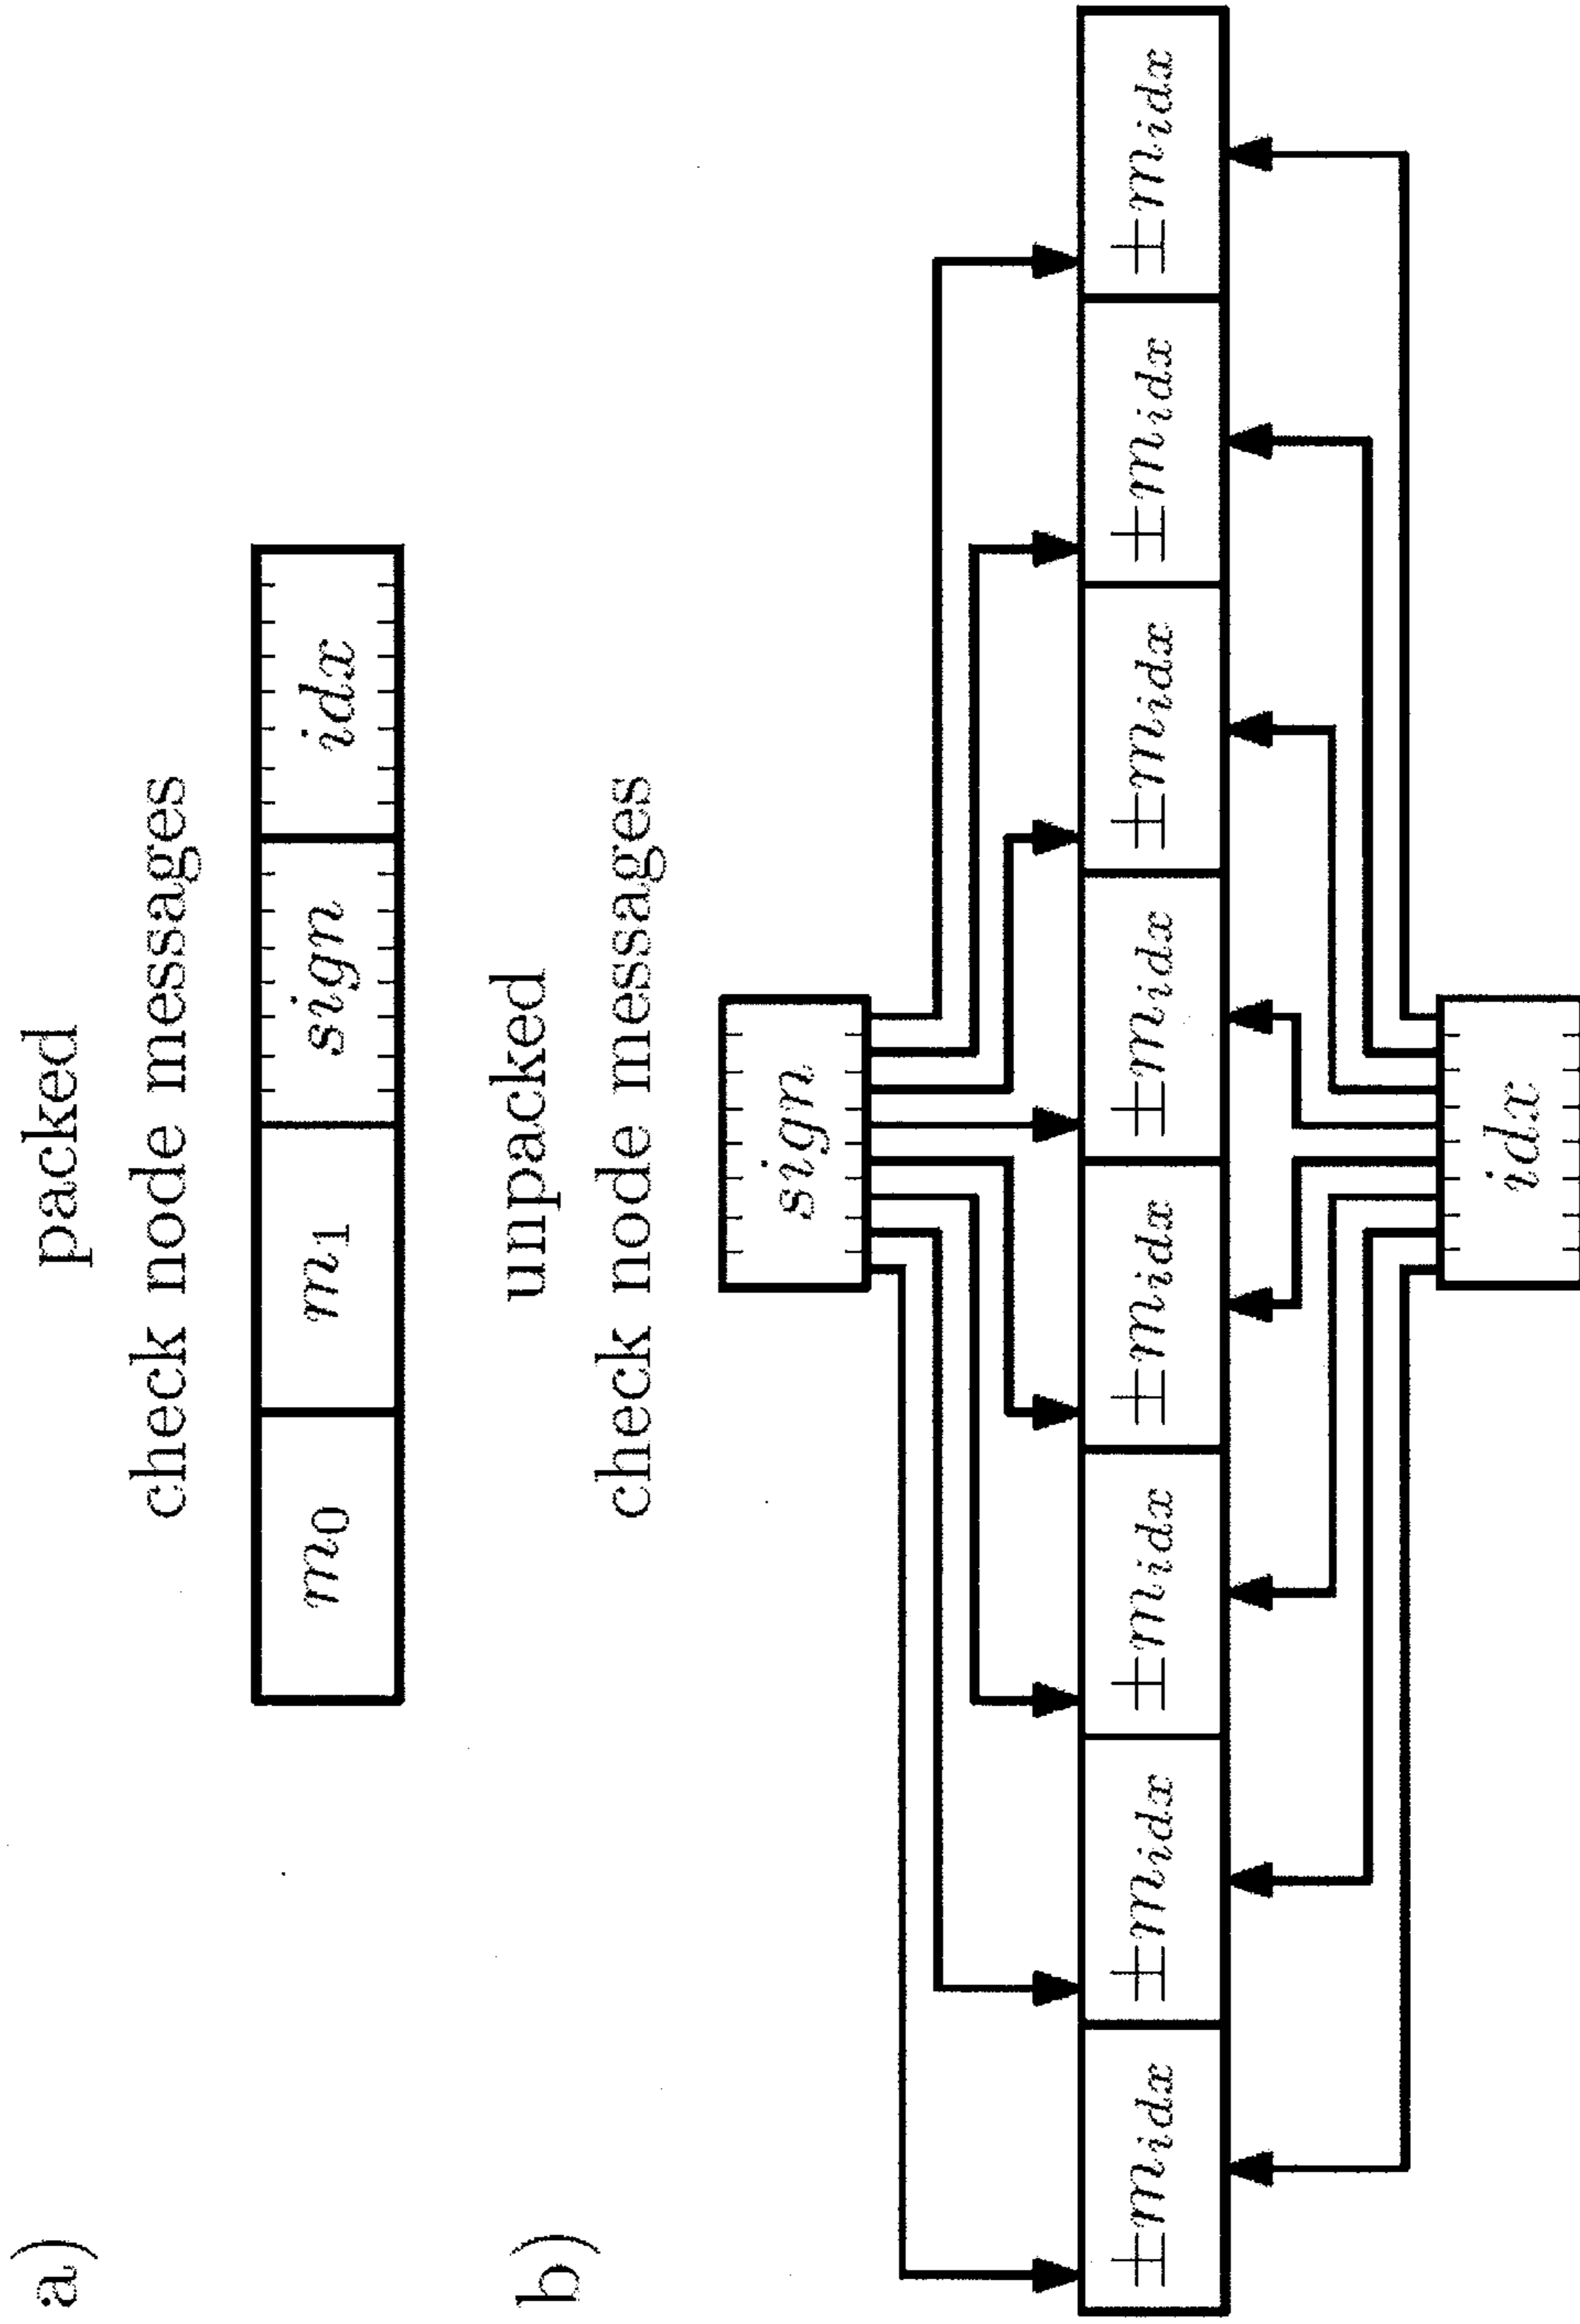 a)
packed
check node messages
m₀ m₁ sign idx
b)
unpacked
check node messages
sign
±m_idx ±m_idx ±m_idx ±m_idx ±m_idx ±m_idx ±m_idx ±m_idx
idx